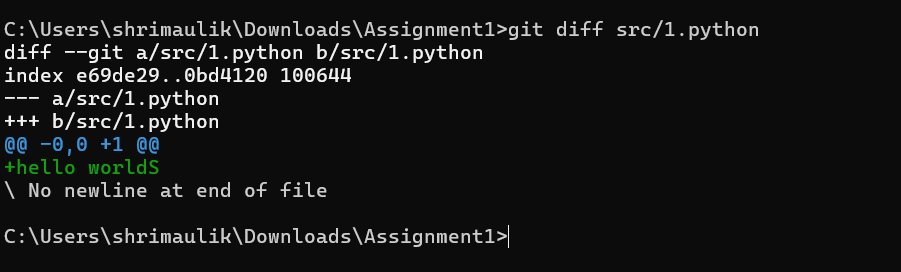 C:\Users\shrimaulik\Downloads\Assignment1>git diff src/1.python
diff --git a/src/1.python b/src/1.python
index e69de29..0bd4120 100644
--- a/src/1.python
+++ b/src/1.python
@@ -0,0 +1 @@
+hello worldS
\ No newline at end of file
C:\Users\shrimaulik\Downloads\Assignment1>